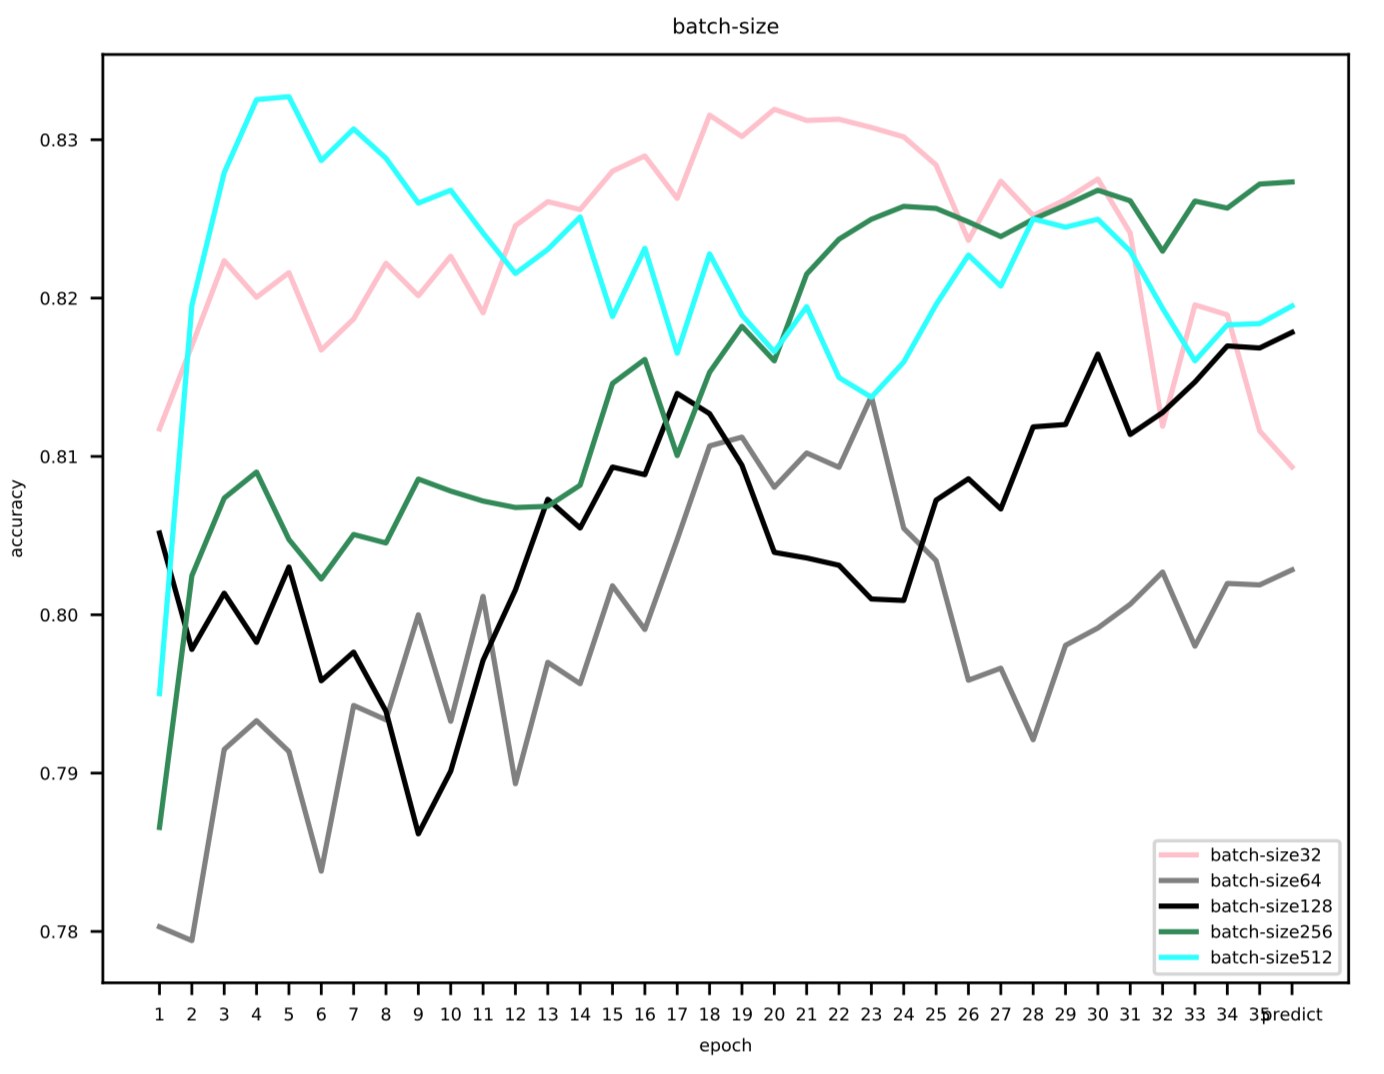 batch-size
0.83
0.82
0.81
0.80
0.79
0.78
accuracy
batch-size32
batch-size64
batch-size128
batch-size256
batch-size512
1 2 3 4 5 6 7 8 9 10 11 12 13 14 15 16 17 18 19 20 21 22 23 24 25 26 27 28 29 30 31 32 33 34 35 predict
epoch